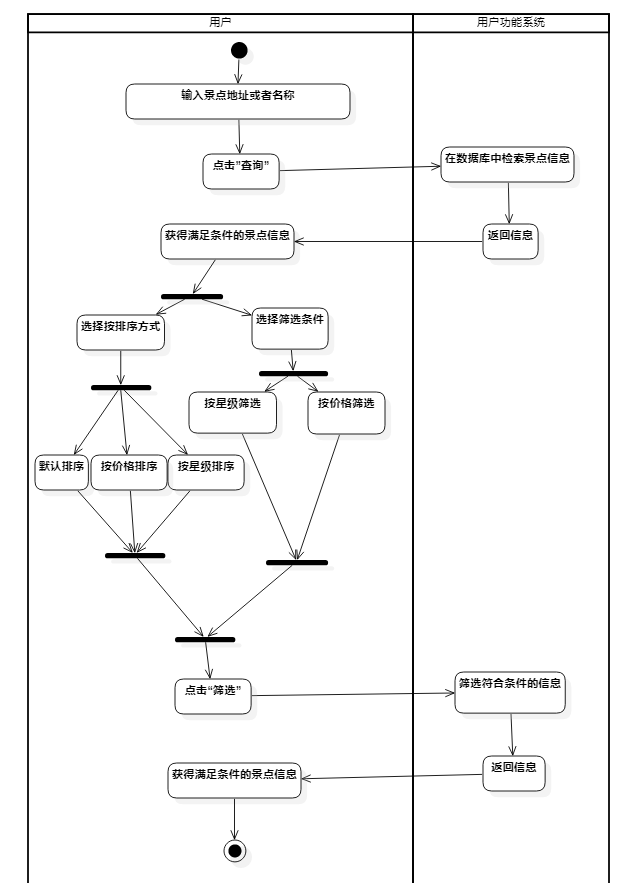 用户
用户功能系统
输入景点地址或者名称
点击”查询”
在数据库中检索景点信息
返回信息
获得满足条件的景点信息
选择按排序方式
选择筛选条件
按星级筛选
按价格筛选
默认排序
按价格排序
按星级排序
点击“筛选”
筛选符合条件的信息
返回信息
获得满足条件的景点信息